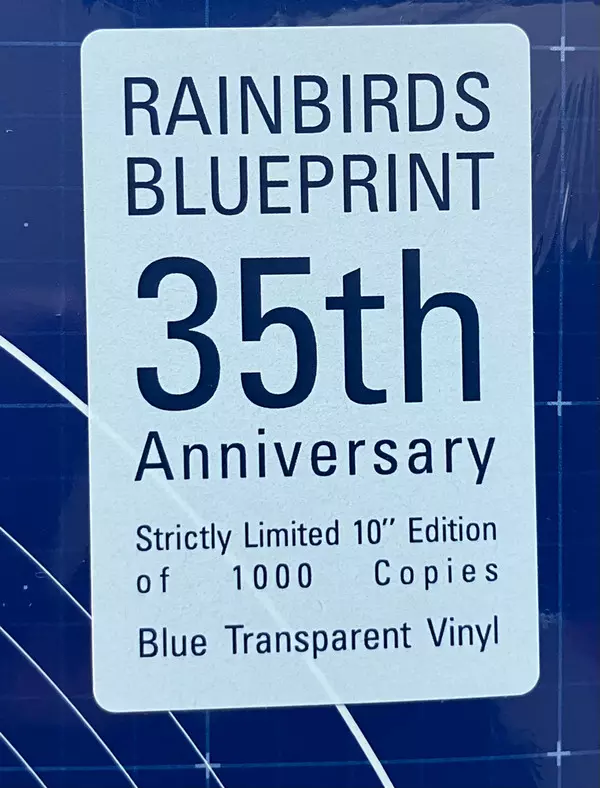 RAINBIRDS
BLUEPRINT
35th
Anniversary
Strictly Limited 10″ Edition
of 1000 Copies
Blue Transparent Vinyl